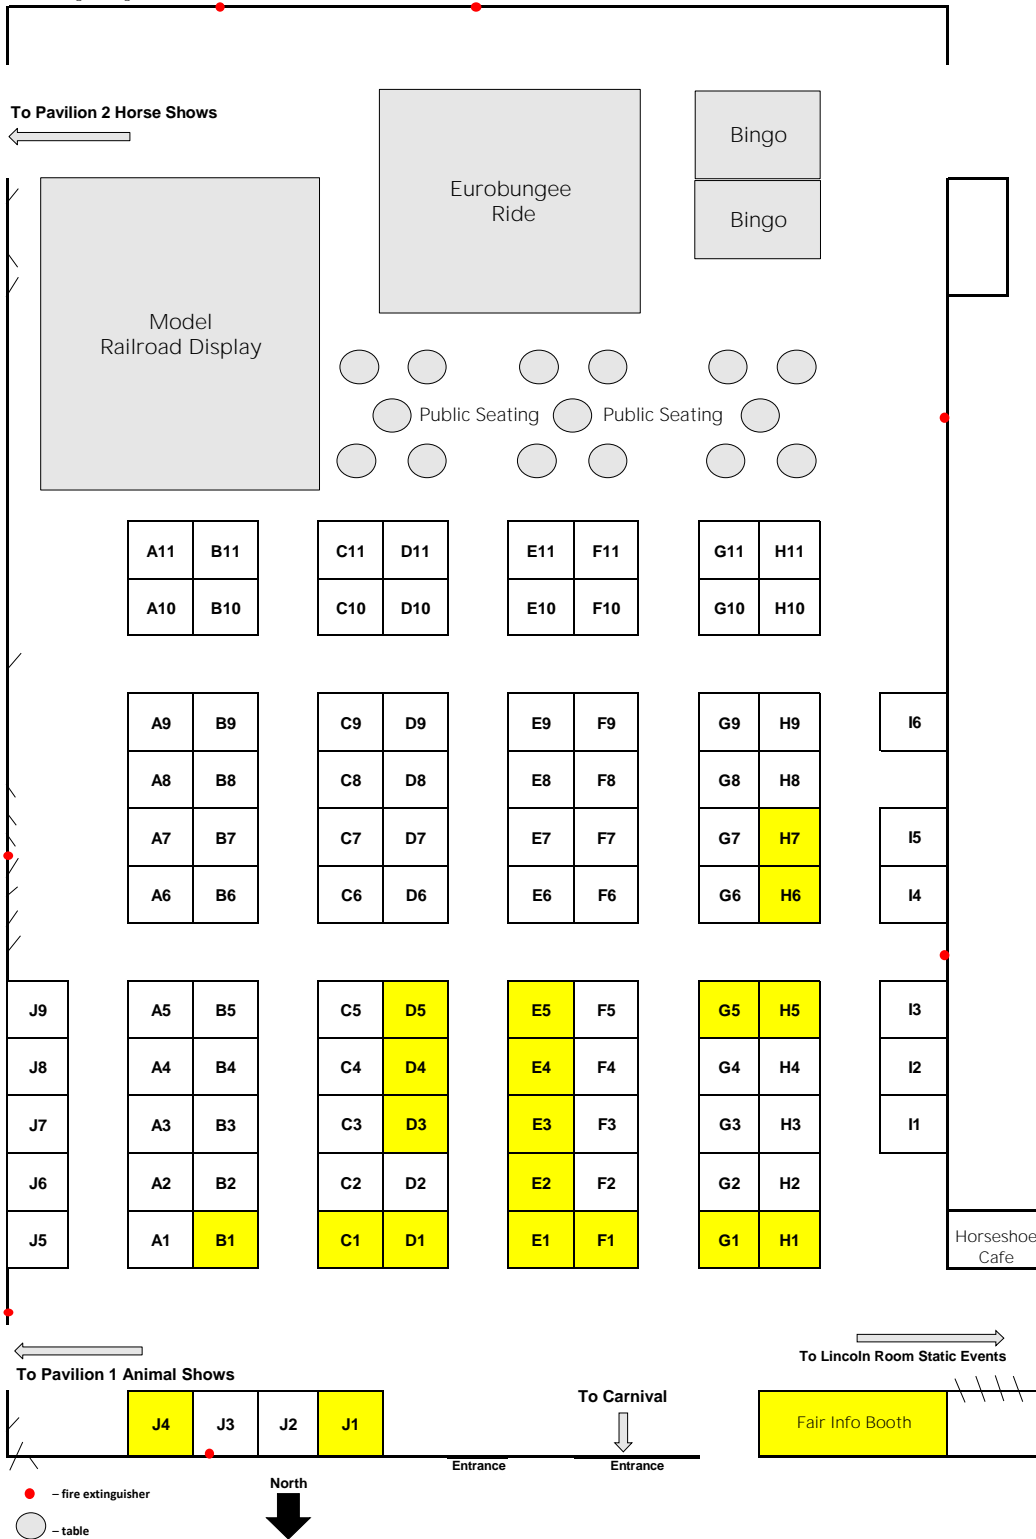 To Pavilion 2 Horse Shows
Bingo
Eurobungee
Ride
Bingo
Model
Railroad Display
Public Seating Public Seating
A11 B11 C11 D11 E11 F11 G11 H11
A10 B10 C10 D10 E10 F10 G10 H10
A9 B9 C9 D9 E9 F9 G9 H9 I6
A8 B8 C8 D8 E8 F8 G8 H8
A7 B7 C7 D7 E7 F7 G7 H7 I5
A6 B6 C6 D6 E6 F6 G6 H6 I4
J9 A5 B5 C5 D5 E5 F5 G5 H5 I3
J8 A4 B4 C4 D4 E4 F4 G4 H4 I2
J7 A3 B3 C3 D3 E3 F3 G3 H3 I1
J6 A2 B2 C2 D2 E2 F2 G2 H2
J5 A1 B1 C1 D1 E1 F1 G1 H1 Horseshoe
Cafe
To Lincoln Room Static Events
To Pavilion 1 Animal Shows
To Carnival
J4 J3 J2 J1 Fair Info Booth
Entrance Entrance
North
– fire extinguisher
– table